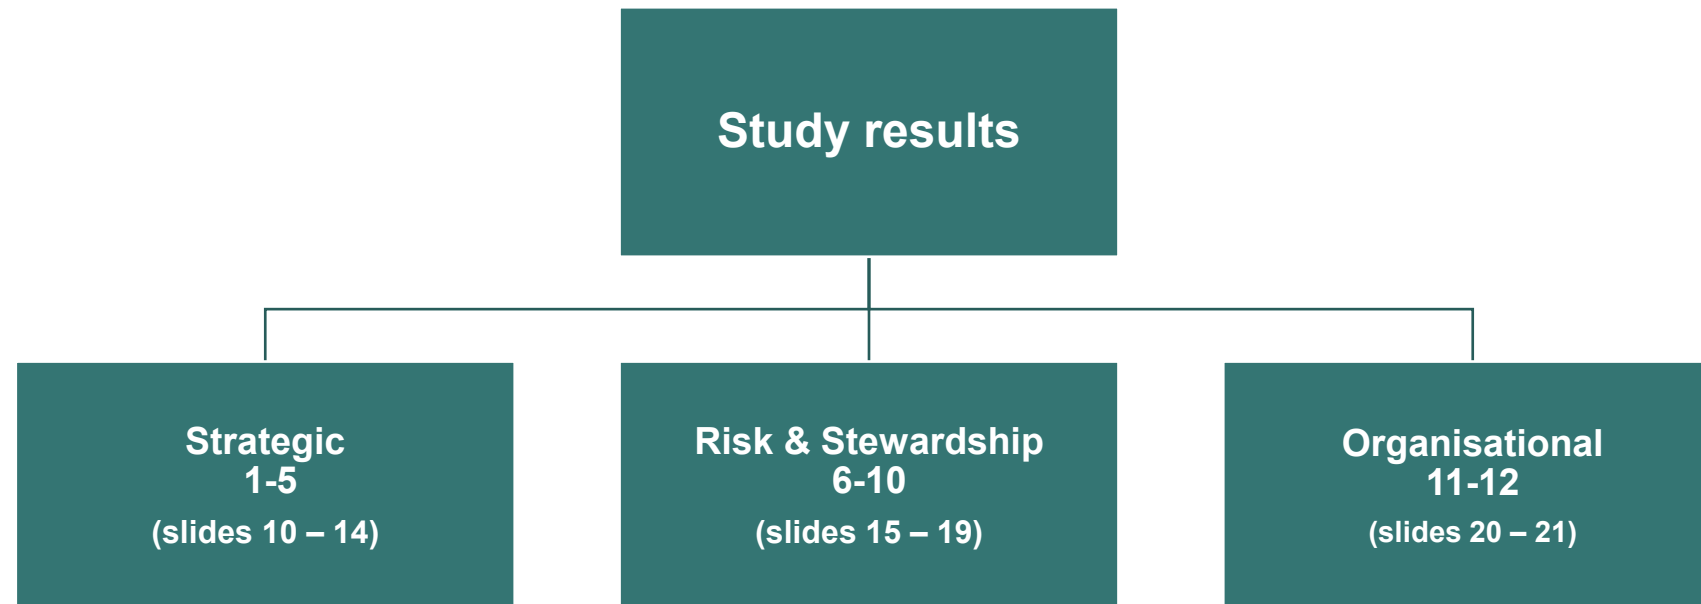 Study results
Strategic
1-5
(slides 10 – 14)
Risk & Stewardship
6-10
(slides 15 – 19)
Organisational
11-12
(slides 20 – 21)